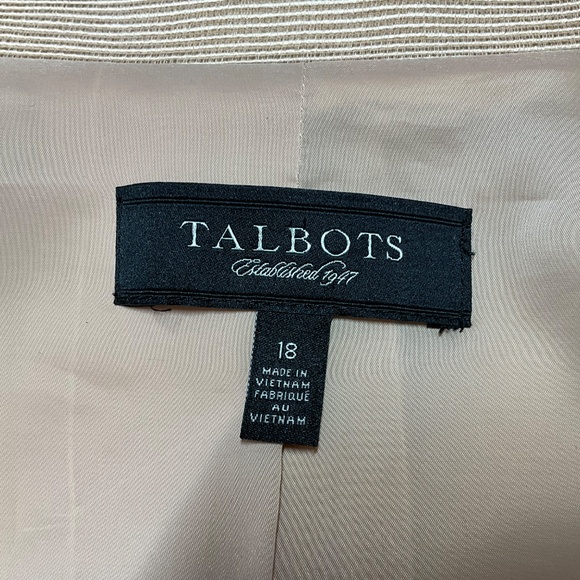 TALBOTS
Established 1947
18
MADE IN
VIETNAM
FABRIQUÉ
AU
VIETNAM